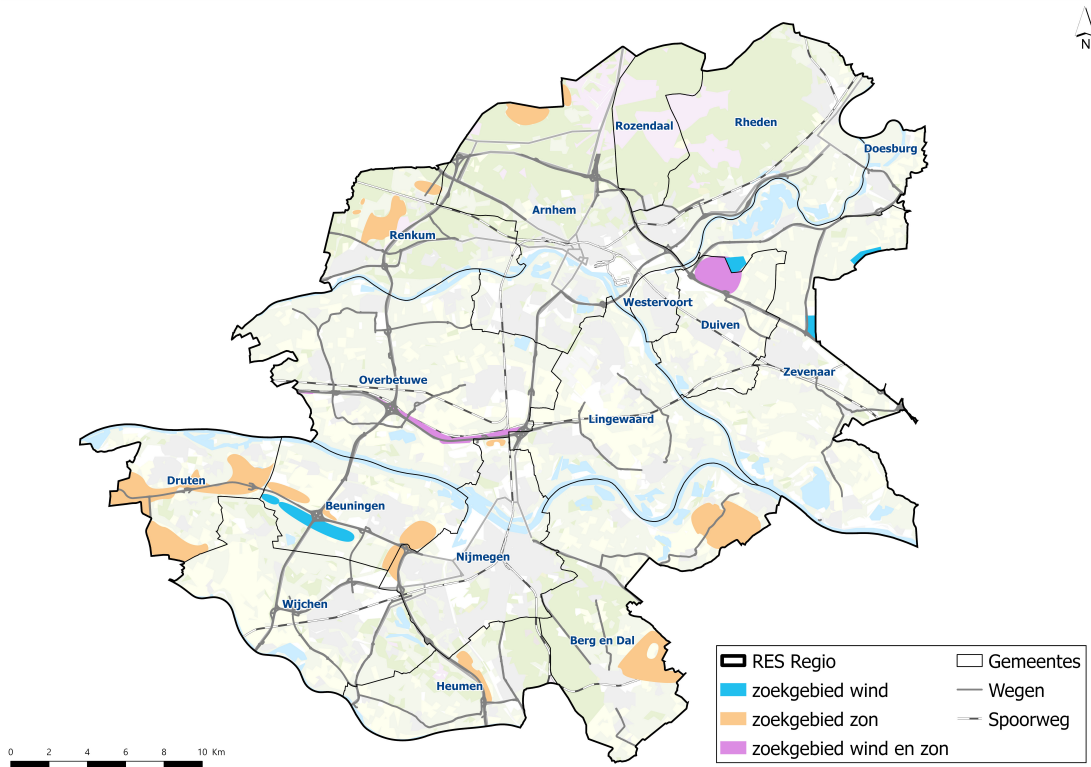 N
Rozendaal
Rheden
Doesburg
Arnhem
Renkum
Westervoort
Duiven
Zevenaar
Overbetuwe
Lingewaard
Druten
Beuningen
Nijmegen
Wijchen
Berg en Dal
Heumen
RES Regio
zoekgebied wind
zoekgebied zon
zoekgebied wind en zon
Gemeentes
Wegen
Spoorweg
0 2 4 6 8 10 Km